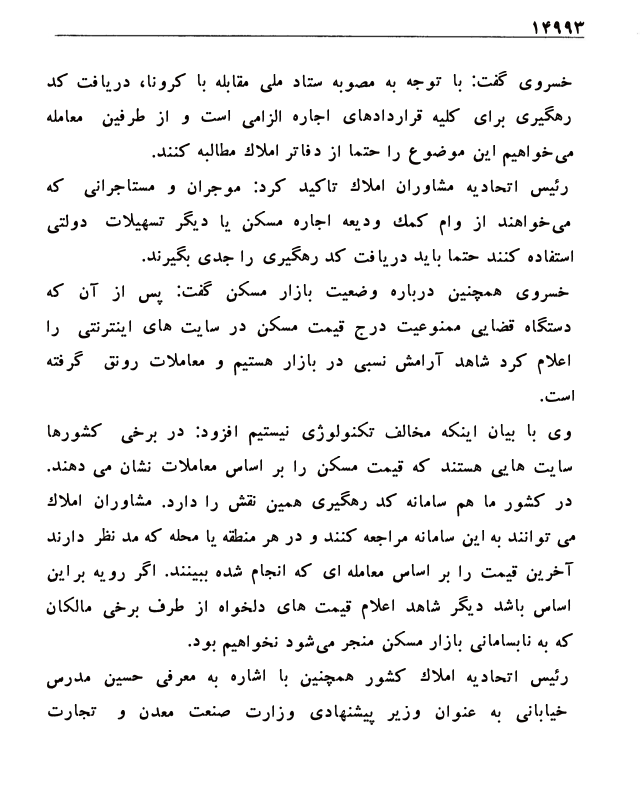 ۱۴۹۹۳
خسروی گفت: با توجه به مصوبه ستاد ملی مقابله با کرونا، دریافت کد
رهگیری برای کلیه قراردادهای اجاره الزامی است و از طرفین معامله
می‌خواهیم این موضوع را حتما از دفاتر املاك مطالبه کنند.
رئیس اتحادیه مشاوران املاك تاکید کرد: موجران و مستاجرانی که
می‌خواهند از وام کمك ودیعه اجاره مسکن یا دیگر تسهیلات دولتی
استفاده کنند حتما باید دریافت کد رهگیری را جدی بگیرند.
خسروی همچنین درباره وضعیت بازار مسکن گفت: پس از آن که
دستگاه قضایی ممنوعیت درج قیمت مسکن در سایت های اینترنتی را
اعلام کرد شاهد آرامش نسبی در بازار هستیم و معاملات رونق گرفته
است.
وی با بیان اینکه مخالف تکنولوژی نیستیم افزود: در برخی کشورها
سایت هایی هستند که قیمت مسکن را بر اساس معاملات نشان می دهند.
در کشور ما هم سامانه کد رهگیری همین نقش را دارد. مشاوران املاك
می توانند به این سامانه مراجعه کنند و در هر منطقه یا محله که مد نظر دارند
آخرین قیمت را بر اساس معامله ای که انجام شده ببینند. اگر رویه بر این
اساس باشد دیگر شاهد اعلام قیمت های دلخواه از طرف برخی مالکان
که به نابسامانی بازار مسکن منجر می‌شود نخواهیم بود.
رئیس اتحادیه املاك کشور همچنین با اشاره به معرفی حسین مدرس
خیابانی به عنوان وزیر پیشنهادی وزارت صنعت معدن و تجارت